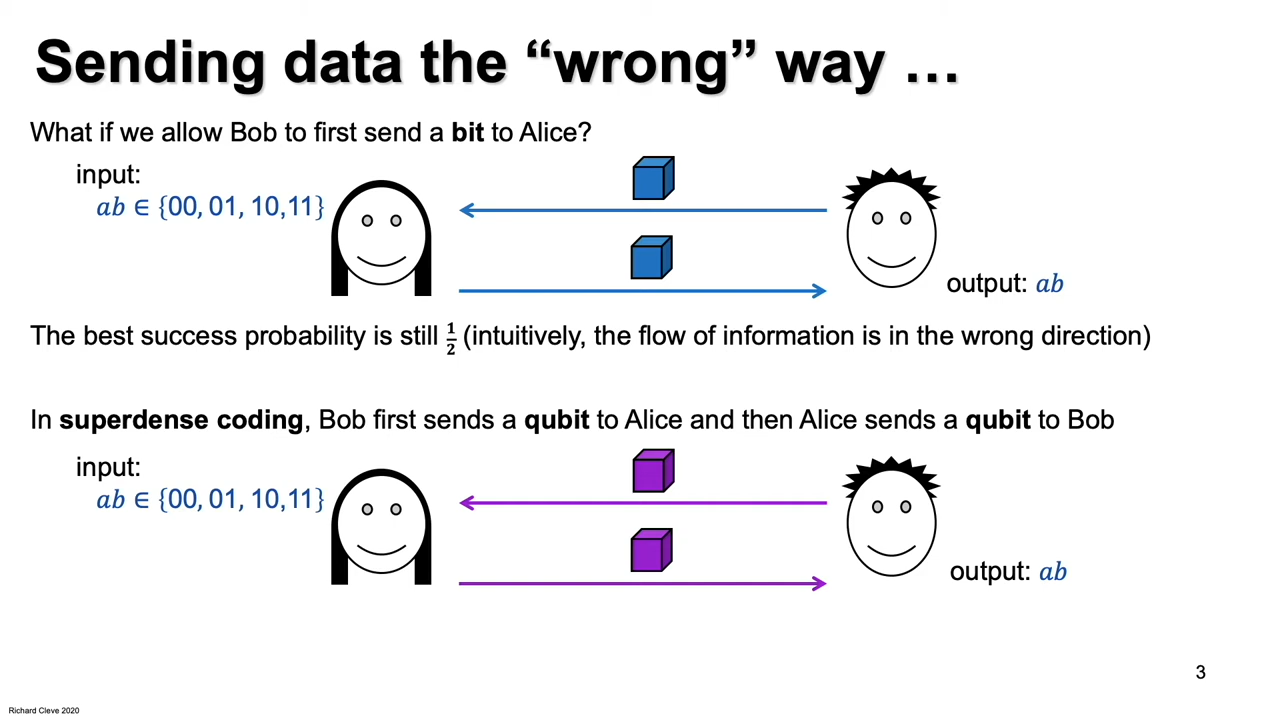 Sending data the “wrong” way …
What if we allow Bob to first send a bit to Alice?
input:
ab ∈ {00, 01, 10,11}
output: ab
The best success probability is still 1/2 (intuitively, the flow of information is in the wrong direction)
In superdense coding, Bob first sends a qubit to Alice and then Alice sends a qubit to Bob
input:
ab ∈ {00, 01, 10,11}
output: ab
3
Richard Cleve 2020